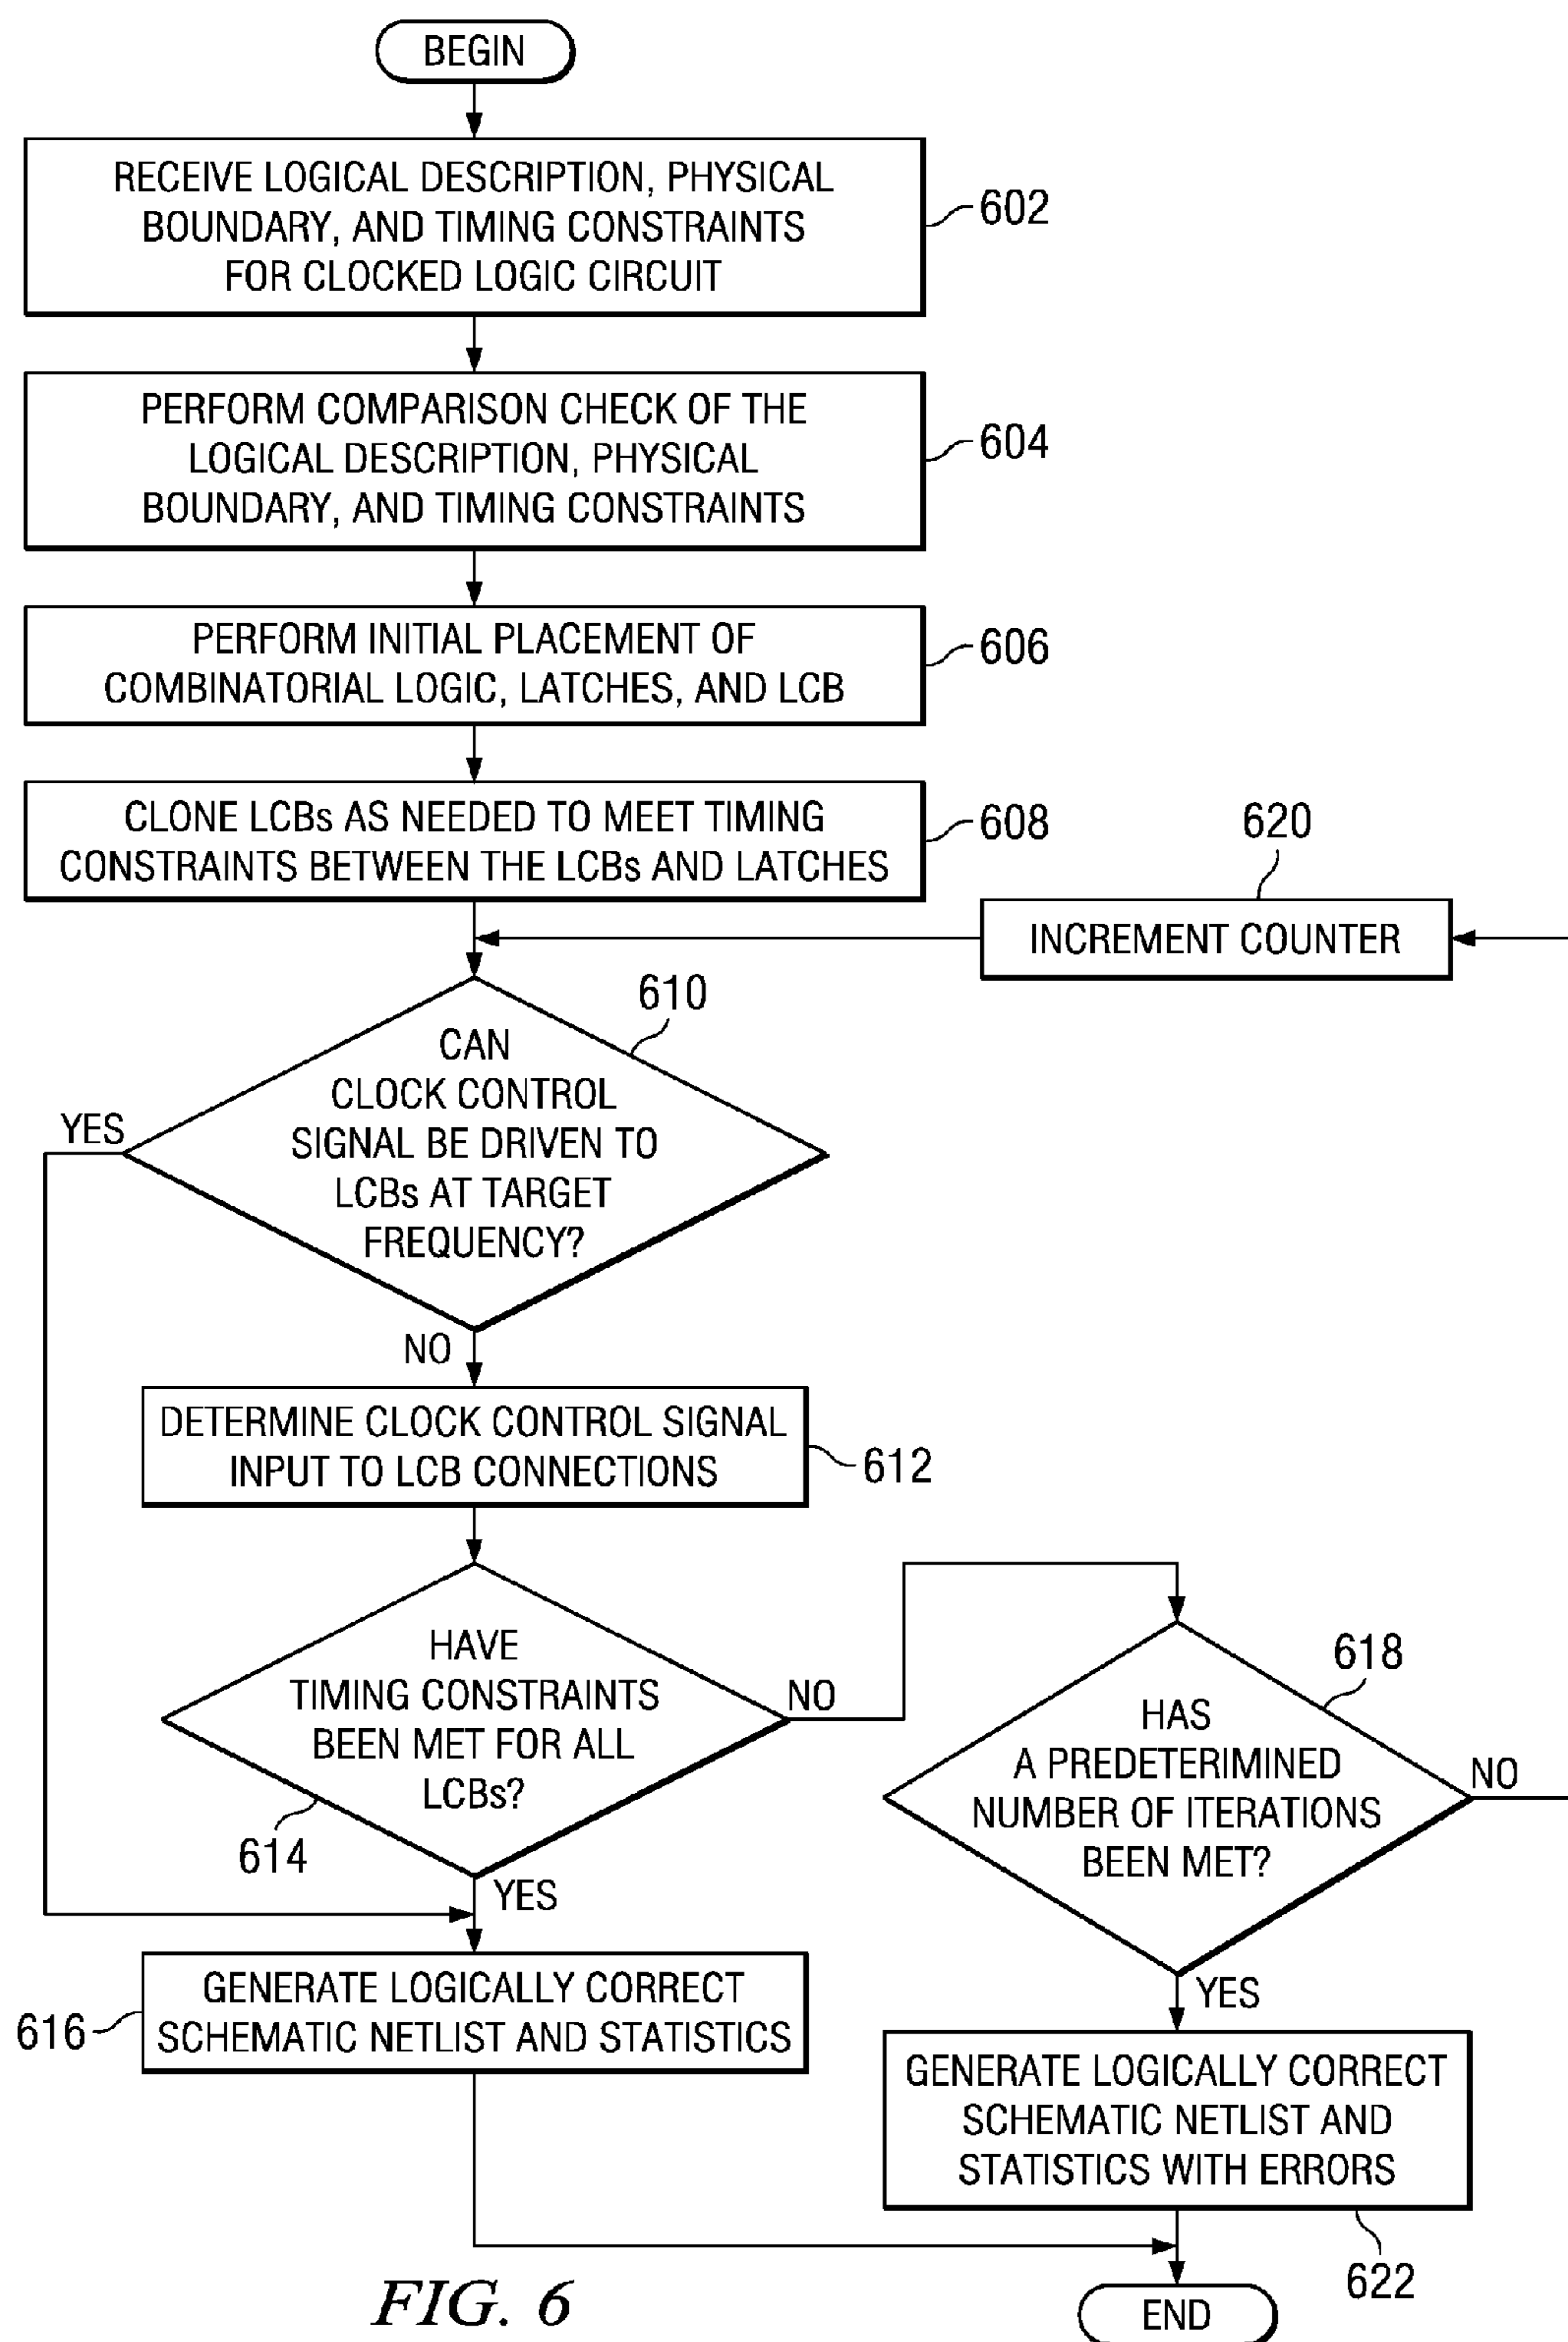 BEGIN
RECEIVE LOGICAL DESCRIPTION, PHYSICAL
BOUNDARY, AND TIMING CONSTRAINTS
FOR CLOCKED LOGIC CIRCUIT
602
PERFORM COMPARISON CHECK OF THE
LOGICAL DESCRIPTION, PHYSICAL
BOUNDARY, AND TIMING CONSTRAINTS
604
PERFORM INITIAL PLACEMENT OF
COMBINATORIAL LOGIC, LATCHES, AND LCB
606
CLONE LCBs AS NEEDED TO MEET TIMING
CONSTRAINTS BETWEEN THE LCBs AND LATCHES
608
620
INCREMENT COUNTER
610
CAN
CLOCK CONTROL
SIGNAL BE DRIVEN TO
LCBs AT TARGET
FREQUENCY?
YES
NO
DETERMINE CLOCK CONTROL SIGNAL
INPUT TO LCB CONNECTIONS
612
HAVE
TIMING CONSTRAINTS
BEEN MET FOR ALL
LCBs?
NO
614
YES
618
HAS
A PREDETERIMINED
NUMBER OF ITERATIONS
BEEN MET?
NO
YES
GENERATE LOGICALLY CORRECT
SCHEMATIC NETLIST AND STATISTICS
616
GENERATE LOGICALLY CORRECT
SCHEMATIC NETLIST AND
STATISTICS WITH ERRORS
622
END
FIG. 6